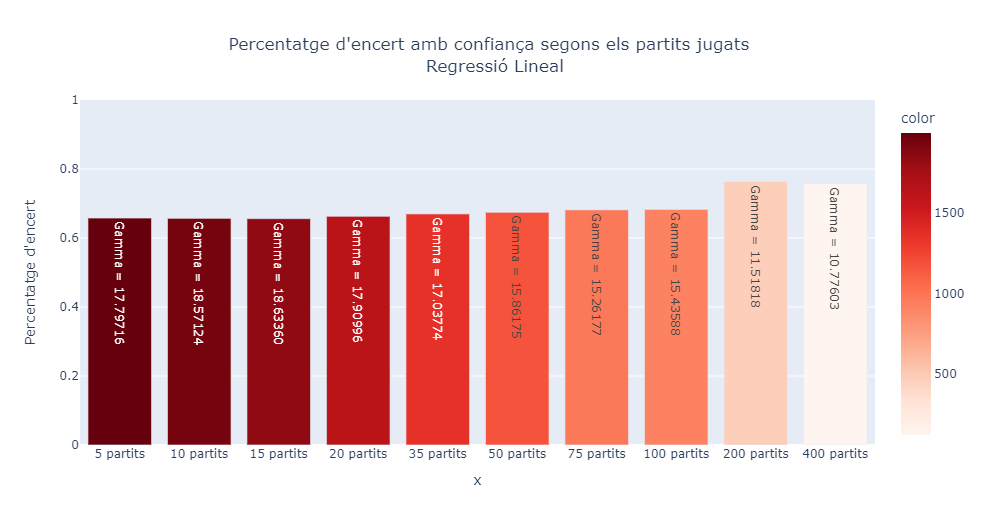 Percentatge d'encert amb confiança segons els partits jugats
Regressió Lineal
color
1500
1000
500
Percentatge d'encert
1
0.8
0.6
0.4
0.2
0
Gamma = 17.79716
Gamma = 18.57124
Gamma = 18.63360
Gamma = 17.90996
Gamma = 17.03774
Gamma = 15.86175
Gamma = 15.26177
Gamma = 15.43588
Gamma = 11.51818
Gamma = 10.77603
5 partits
10 partits
15 partits
20 partits
35 partits
50 partits
75 partits
100 partits
200 partits
400 partits
x